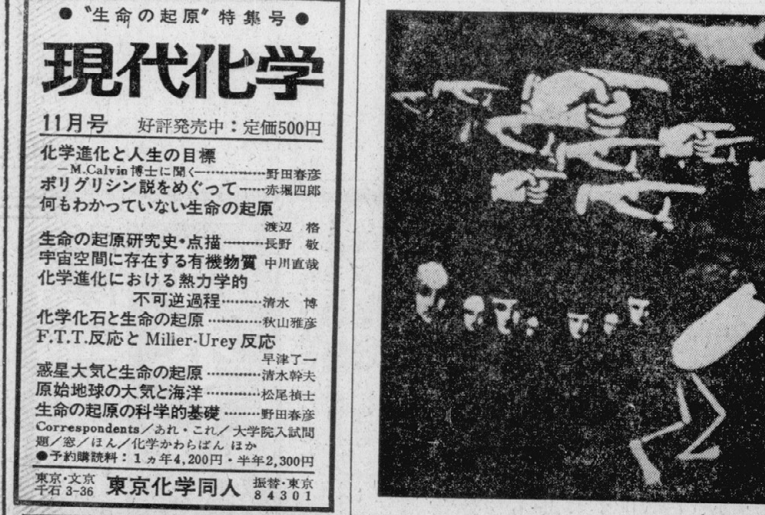 ●〝生命の起原〟特集号●
現代化学
11月号 好評発売中：定価500円
化学進化と人生の目標
—M.Calvin博士に聞く—…………野田春彦
ポリグリシン説をめぐって……赤堀四郎
何もわかっていない生命の起原
渡辺 格
生命の起原研究史・点描………長野 敬
宇宙空間に存在する有機物質 中川直哉
化学進化における熱力学的
不可逆過程………清水 博
化学化石と生命の起原…………秋山雅彦
F.T.T.反応とMiller-Urey反応
早津了一
惑星大気と生命の起原…………清水幹夫
原始地球の大気と海洋…………松尾禎士
生命の起原の科学的基礎………野田春彦
Correspondents／あれ・これ／大学院入試問
題／窓／ほん／化学かわらばん ほか
●予約購読料：1ヵ年4,200円・半年2,300円
東京・文京 千石3-36 東京化学同人 振替・東京 84301